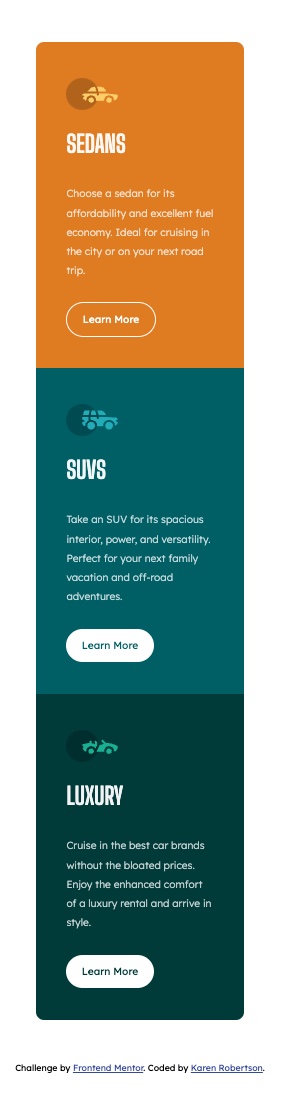 SEDANS
Choose a sedan for its
affordability and excellent fuel
economy. Ideal for cruising in
the city or on your next road
trip.
Learn More
SUVS
Take an SUV for its spacious
interior, power, and versatility.
Perfect for your next family
vacation and off-road
adventures.
Learn More
LUXURY
Cruise in the best car brands
without the bloated prices.
Enjoy the enhanced comfort
of a luxury rental and arrive in
style.
Learn More
Challenge by Frontend Mentor. Coded by Karen Robertson.